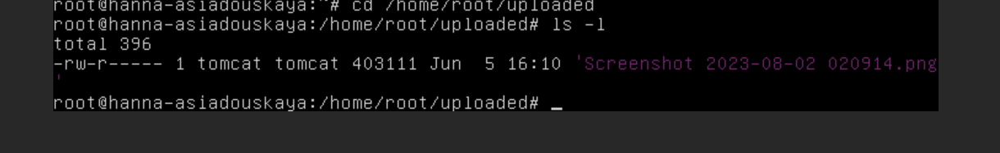 root@hanna-asiadouskaya:~# cd /home/root/uploaded
root@hanna-asiadouskaya:/home/root/uploaded# ls -l
total 396
-rw-r----- 1 tomcat tomcat 403111 Jun  5 16:10 'Screenshot 2023-08-02 020914.png
'
root@hanna-asiadouskaya:/home/root/uploaded# _